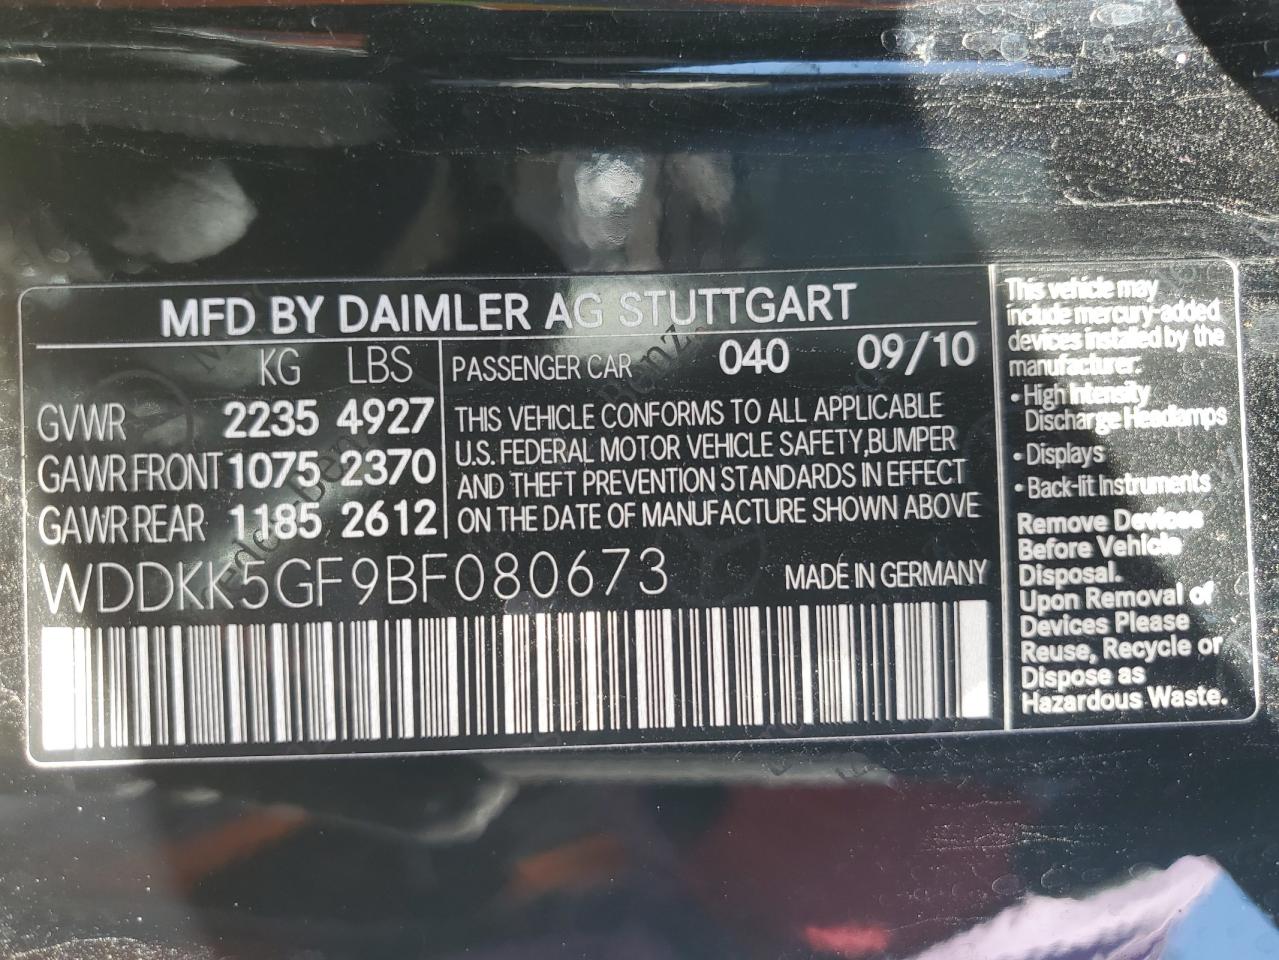 MFD BY DAIMLER AG STUTTGART
KG LBS
GVWR 2235 4927
GAWR FRONT 1075 2370
GAWR REAR 1185 2612
PASSENGER CAR 040 09/10
THIS VEHICLE CONFORMS TO ALL APPLICABLE
U.S. FEDERAL MOTOR VEHICLE SAFETY,BUMPER
AND THEFT PREVENTION STANDARDS IN EFFECT
ON THE DATE OF MANUFACTURE SHOWN ABOVE
WDDKK5GF9BF080673 MADE IN GERMANY
This vehicle may
include mercury-added
devices installed by the
manufacturer:
• High Intensity
Discharge Headlamps
• Displays
• Back-lit Instruments
Remove Devices
Before Vehicle
Disposal.
Upon Removal of
Devices Please
Reuse, Recycle or
Dispose as
Hazardous Waste.